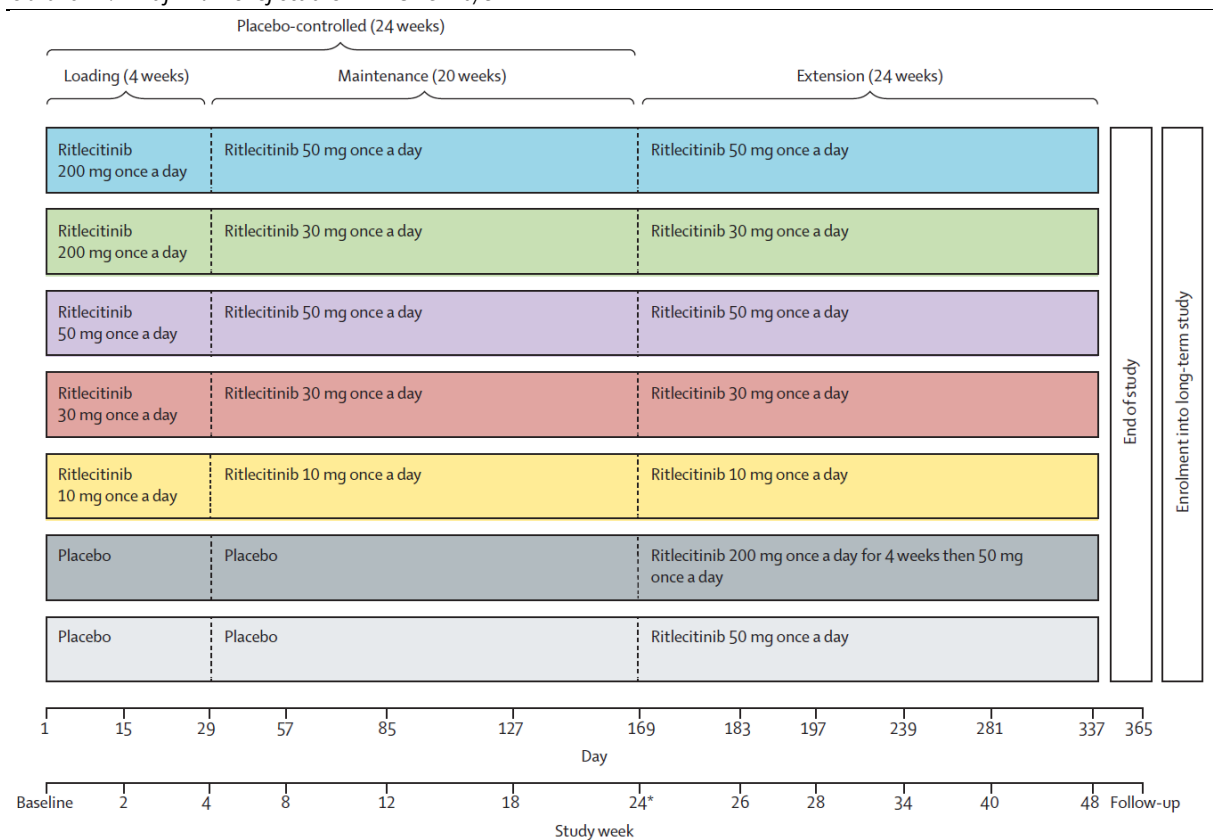 Placebo-controlled (24 weeks)
Loading (4 weeks)
Maintenance (20 weeks)
Extension (24 weeks)
Ritlecitinib
200 mg once a day
Ritlecitinib 50 mg once a day
Ritlecitinib 50 mg once a day
Ritlecitinib
200 mg once a day
Ritlecitinib 30 mg once a day
Ritlecitinib 30 mg once a day
Ritlecitinib
50 mg once a day
Ritlecitinib 50 mg once a day
Ritlecitinib 50 mg once a day
Ritlecitinib
30 mg once a day
Ritlecitinib 30 mg once a day
Ritlecitinib 30 mg once a day
Ritlecitinib
10 mg once a day
Ritlecitinib 10 mg once a day
Ritlecitinib 10 mg once a day
Placebo
Placebo
Ritlecitinib 200 mg once a day for 4 weeks then 50 mg
once a day
Placebo
Placebo
Ritlecitinib 50 mg once a day
End of study
Enrolment into long-term study
1 15 29 57 85 127 169 183 197 239 281 337 365
Day
Baseline 2 4 8 12 18 24* 26 28 34 40 48 Follow-up
Study week